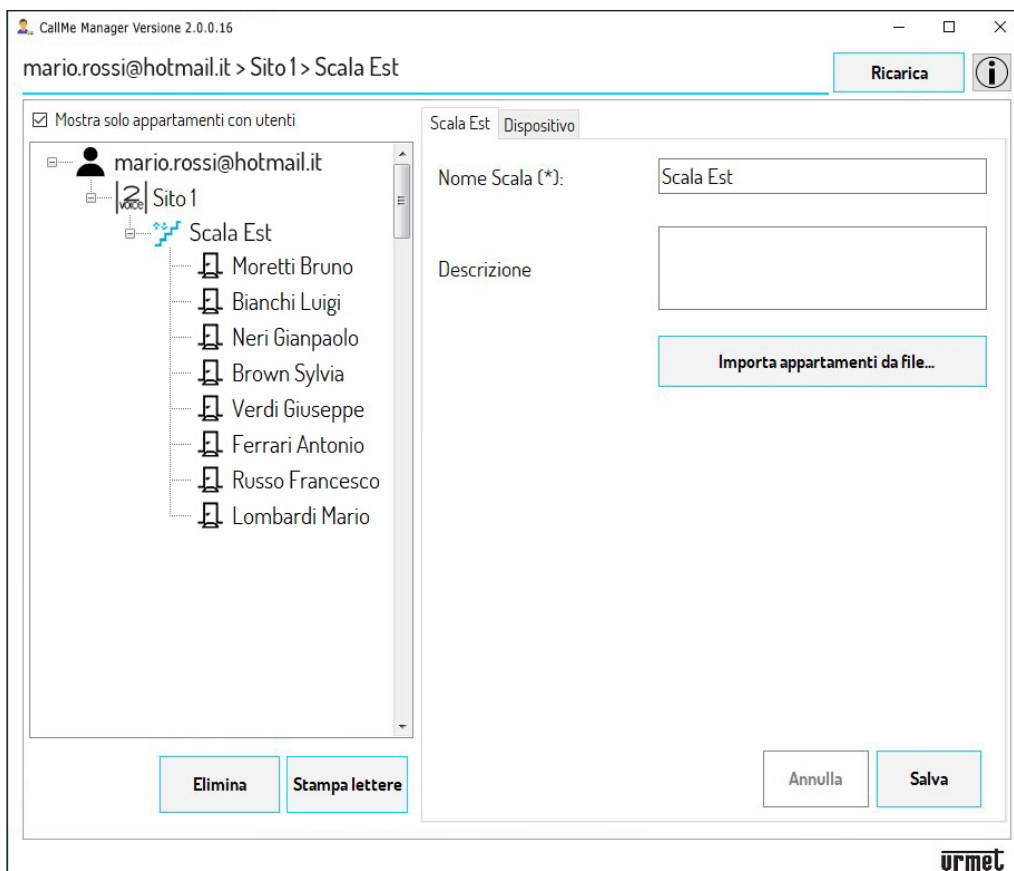 CallMe Manager Versione 2.0.0.16
mario.rossi@hotmail.it > Sito 1 > Scala Est
Ricarica
Mostra solo appartamenti con utenti
mario.rossi@hotmail.it
2 voice
Sito 1
Scala Est
Moretti Bruno
Bianchi Luigi
Neri Gianpaolo
Brown Sylvia
Verdi Giuseppe
Ferrari Antonio
Russo Francesco
Lombardi Mario
Elimina
Stampa lettere
Scala Est
Dispositivo
Nome Scala (*):
Scala Est
Descrizione
Importa appartamenti da file...
Annulla
Salva
urmet